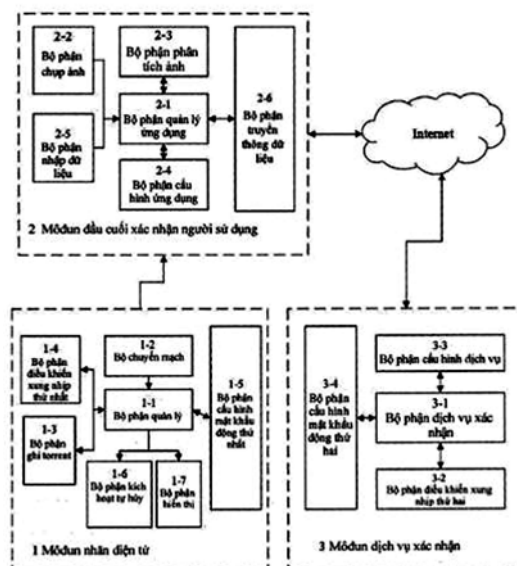 2-2
Bộ phận
chụp ảnh
2-3
Bộ phận phân
tích ảnh
2-1
Bộ phận quản lý
ứng dụng
2-5
Bộ phận
nhập dữ
liệu
2-4
Bộ phận cấu
hình ứng dụng
2-6
Bộ phận
truyền
thông dữ
liệu
2 Môđun đầu cuối xác nhận người sử dụng
Internet
1-4
Bộ phận
điều khiển
xung nhịp
thứ nhất
1-2
Bộ chuyển mạch
1-1
Bộ phận quản lý
1-3
Bộ phận
ghi torrent
1-5
Bộ phận
cấu hình
mật khẩu
động thứ
nhất
1-6
Bộ phận kích
hoạt tự hủy
1-7
Bộ phận
hiển thị
1 Môđun nhãn điện tử
3-4
Bộ phận
cấu hình
mật khẩu
động thứ
hai
3-3
Bộ phận cấu hình dịch vụ
3-1
Bộ phận dịch vụ xác
nhận
3-2
Bộ phận điều khiển xung
nhịp thứ hai
3 Môđun dịch vụ xác nhận